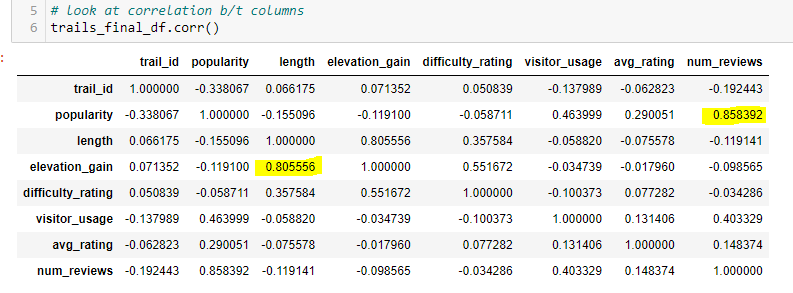 5 # look at correlation b/t columns
6 trails_final_df.corr()
:
trail_id popularity length elevation_gain difficulty_rating visitor_usage avg_rating num_reviews
trail_id 1.000000 -0.338067 0.066175 0.071352 0.050839 -0.137989 -0.062823 -0.192443
popularity -0.338067 1.000000 -0.155096 -0.119100 -0.058711 0.463999 0.290051 0.858392
length 0.066175 -0.155096 1.000000 0.805556 0.357584 -0.058820 -0.075578 -0.119141
elevation_gain 0.071352 -0.119100 0.805556 1.000000 0.551672 -0.034739 -0.017960 -0.098565
difficulty_rating 0.050839 -0.058711 0.357584 0.551672 1.000000 -0.100373 0.077282 -0.034286
visitor_usage -0.137989 0.463999 -0.058820 -0.034739 -0.100373 1.000000 0.131406 0.403329
avg_rating -0.062823 0.290051 -0.075578 -0.017960 0.077282 0.131406 1.000000 0.148374
num_reviews -0.192443 0.858392 -0.119141 -0.098565 -0.034286 0.403329 0.148374 1.000000